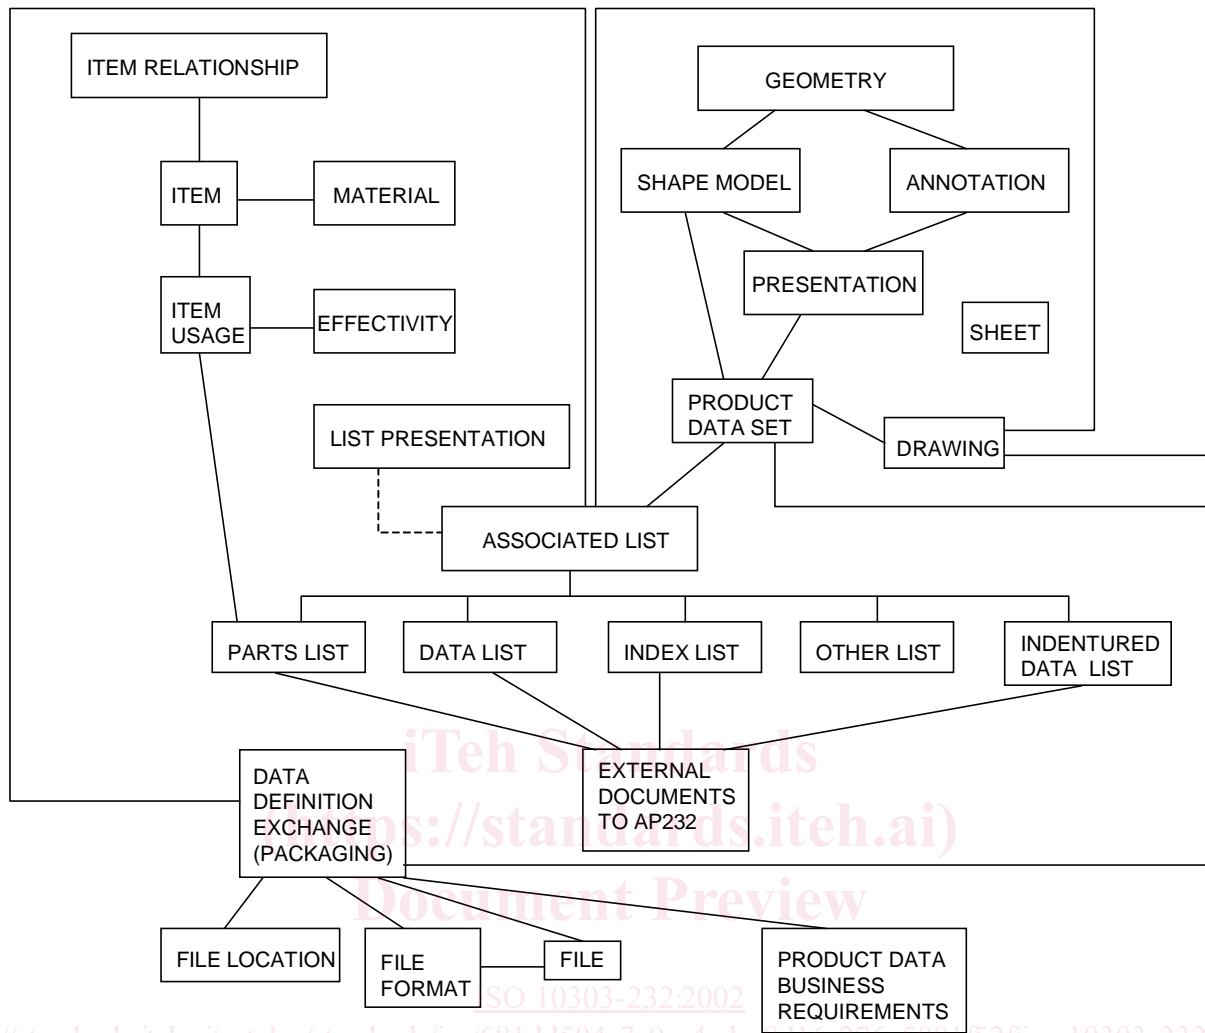 ITEM RELATIONSHIP
GEOMETRY
ITEM
MATERIAL
SHAPE MODEL
ANNOTATION
ITEM
USAGE
EFFECTIVITY
PRESENTATION
SHEET
LIST PRESENTATION
PRODUCT
DATA SET
DRAWING
ASSOCIATED LIST
PARTS LIST
DATA LIST
INDEX LIST
OTHER LIST
INDENTURED
DATA LIST
iTeh Standards
(https://standards.iteh.ai)
Document Preview
DATA
DEFINITION
EXCHANGE
(PACKAGING)
EXTERNAL
DOCUMENTS
TO AP232
FILE LOCATION
FILE
FORMAT
FILE
PRODUCT DATA
BUSINESS
REQUIREMENTS
ISO 10303-232:2002